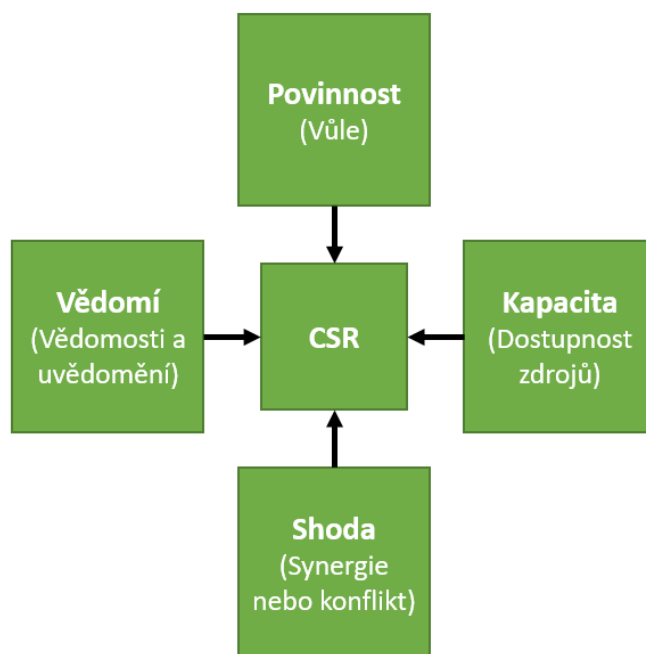 Povinnost
(Vůle)
Vědomí
(Vědomosti a
uvědomění)
CSR
Kapacita
(Dostupnost
zdrojů)
Shoda
(Synergie
nebo konflikt)